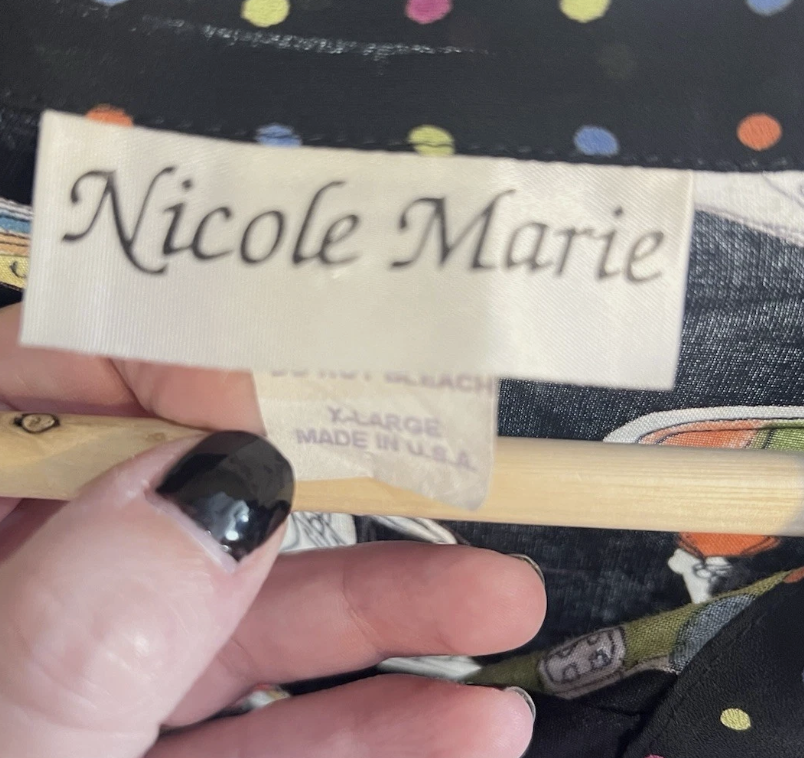 Nicole Marie
DO NOT BLEACH
X-LARGE
MADE IN U.S.A.